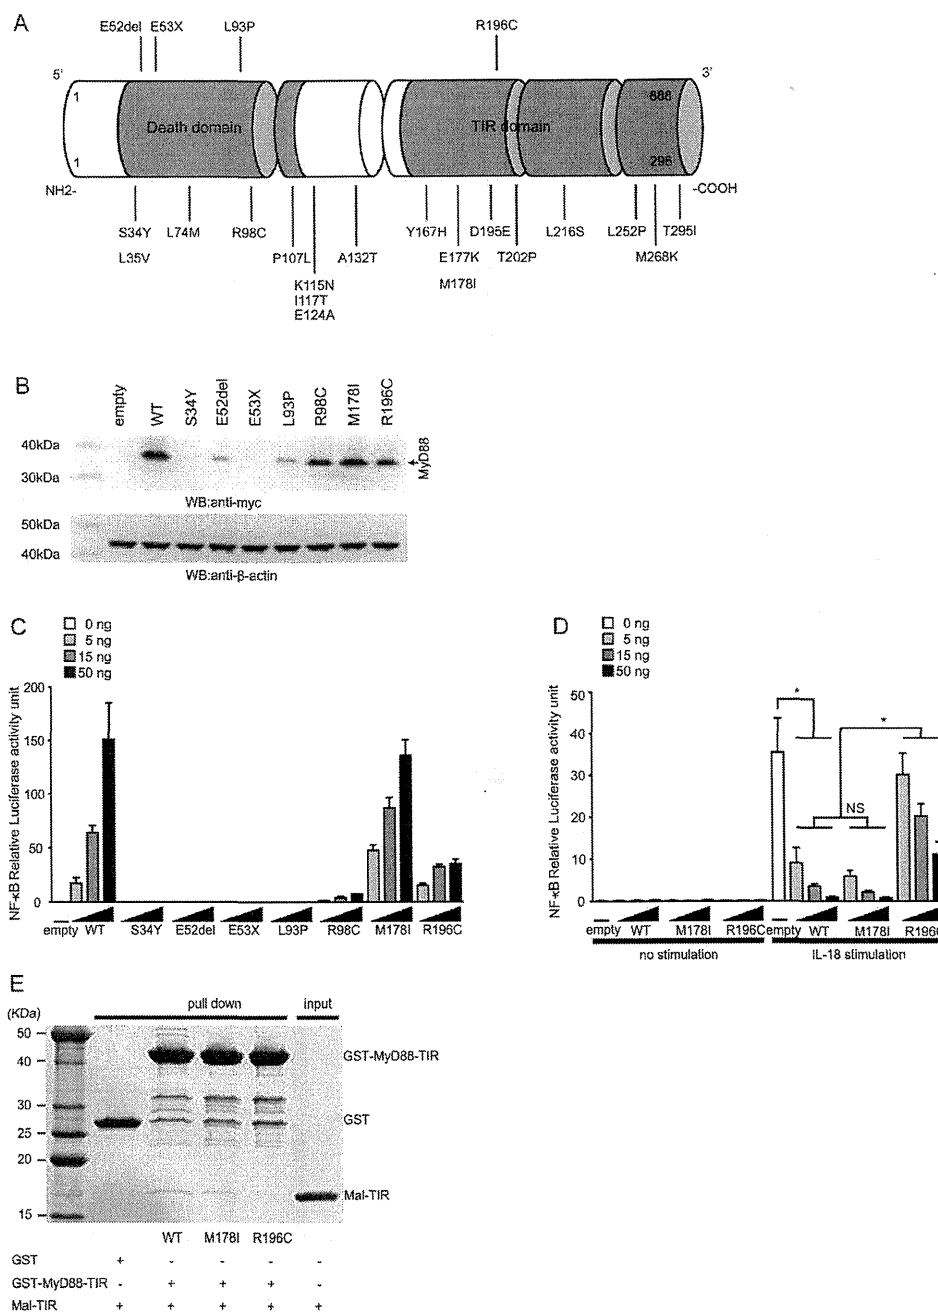 A
E52del E53X L93P R196C
5' 3'
1 Death domain TIR domain 888
1 296
NH2- -COOH
S34Y L74M R98C Y167H D195E L216S L252P T295I
L35V P107L A132T E177K T202P M268K
K115N M178I
I117T
E124A
B
empty WT S34Y E52del E53X L93P R98C M178I R196C
40kDa
30kDa
MyD88
WB:anti-myc
50kDa
40kDa
WB:anti-β-actin
C
0 ng
5 ng
15 ng
50 ng
NF-κB Relative Luciferase activity unit
200
150
100
50
0
empty WT S34Y E52del E53X L93P R98C M178I R196C
D
0 ng
5 ng
15 ng
50 ng
NF-κB Relative Luciferase activity unit
50
40
30
20
10
0
* *
NS
empty WT M178I R196C empty WT M178I R196C
no stimulation IL-18 stimulation
E
pull down input
(KDa)
50
40
30
25
20
15
GST-MyD88-TIR
GST
Mal-TIR
WT M178I R196C
GST + - - - -
GST-MyD88-TIR - + + + -
Mal-TIR + + + + +